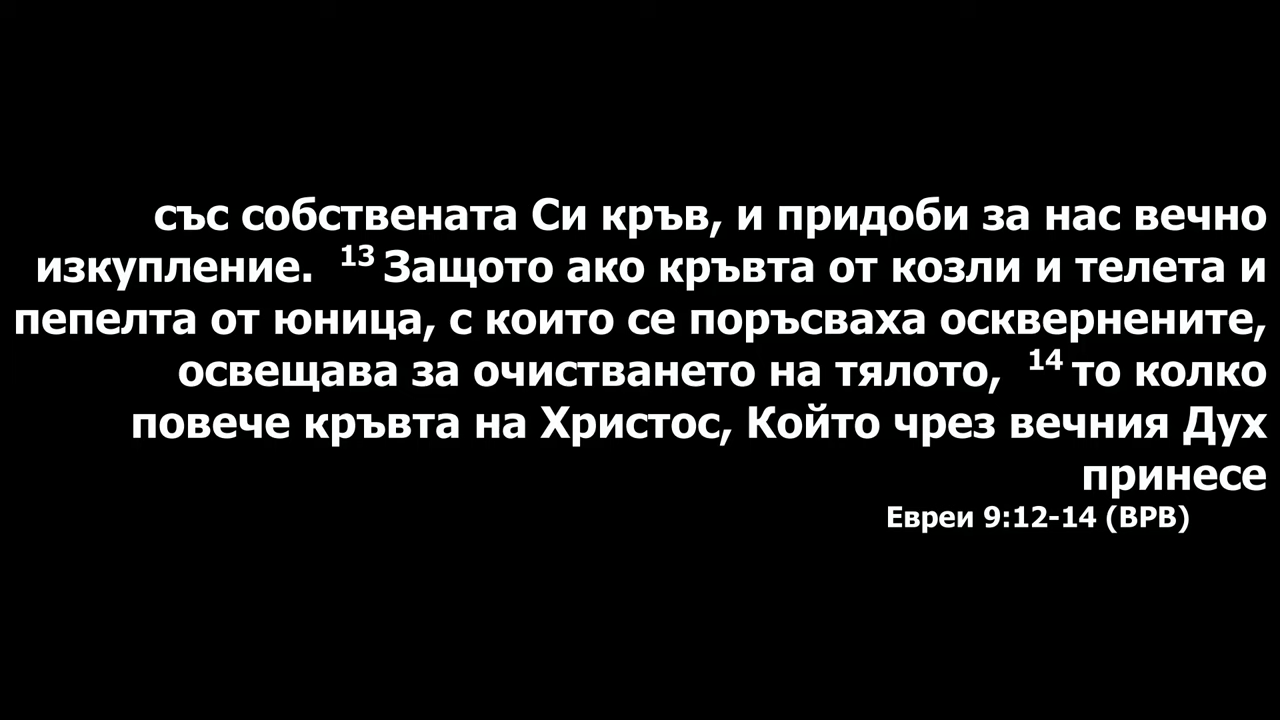 със собствената Си кръв, и придоби за нас вечно
изкупление. 13 Защото ако кръвта от козли и телета и
пепелта от юница, с които се поръсваха осквернените,
освещава за очистването на тялото, 14 то колко
повече кръвта на Христос, Който чрез вечния Дух
принесе
Евреи 9:12-14 (ВРВ)